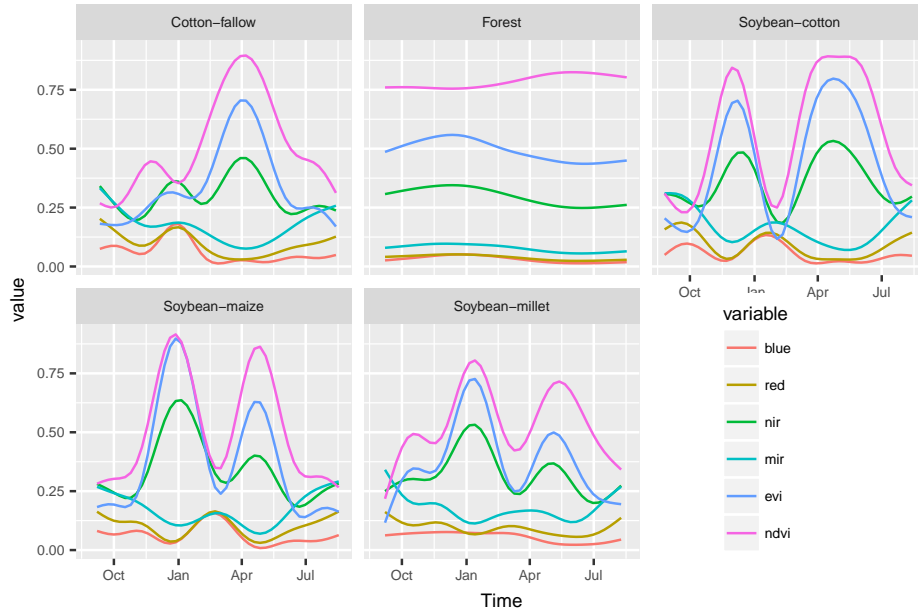 Cotton−fallow Forest Soybean−cotton
0.75
0.50
0.25
0.00
Oct Jan Apr Jul
value
Soybean−maize Soybean−millet
0.75
0.50
0.25
0.00
Oct Jan Apr Jul Oct Jan Apr Jul
Time
variable
blue
red
nir
mir
evi
ndvi